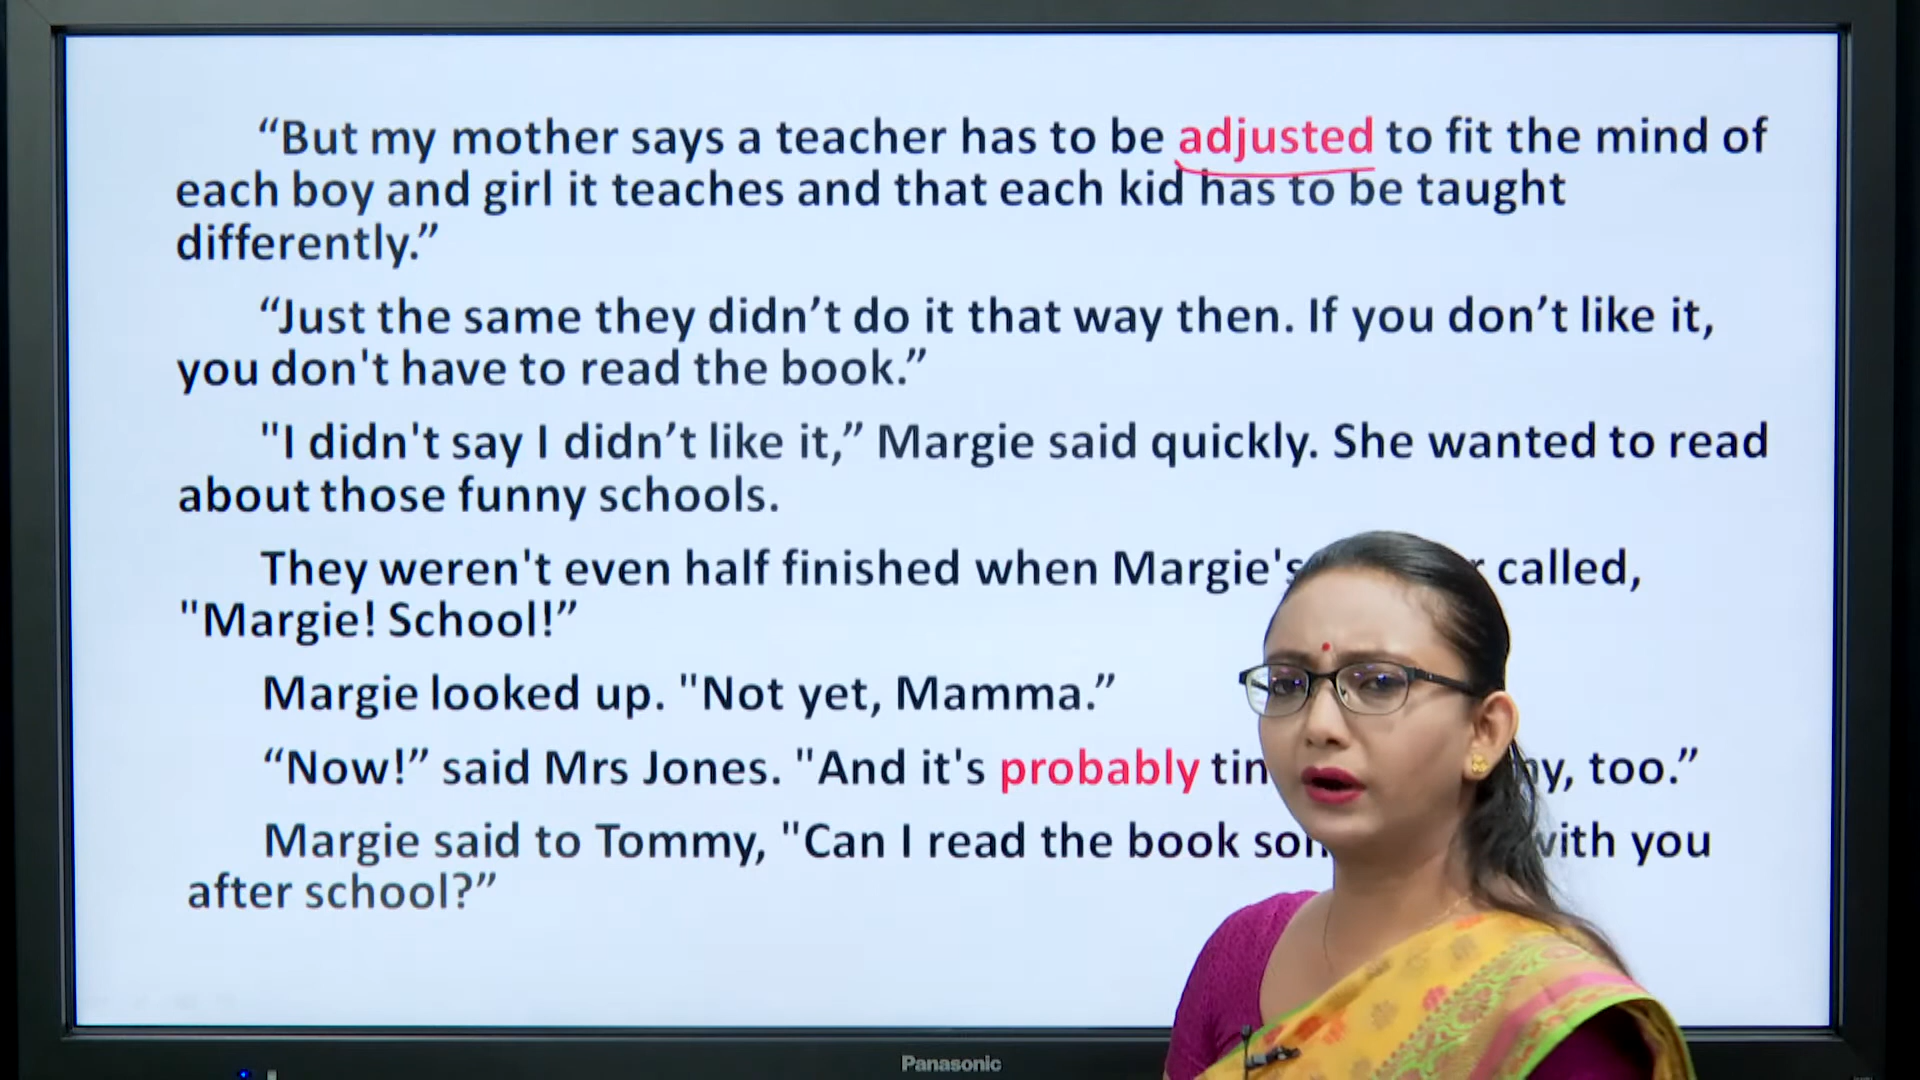 “But my mother says a teacher has to be adjusted to fit the mind of
each boy and girl it teaches and that each kid has to be taught
differently.”
“Just the same they didn’t do it that way then. If you don’t like it,
you don't have to read the book.”
"I didn't say I didn’t like it,” Margie said quickly. She wanted to read
about those funny schools.
They weren't even half finished when Margie's called,
"Margie! School!”
Margie looked up. "Not yet, Mamma.”
“Now!” said Mrs Jones. "And it's probably too.”
Margie said to Tommy, "Can I read the book with you
after school?”
Panasonic